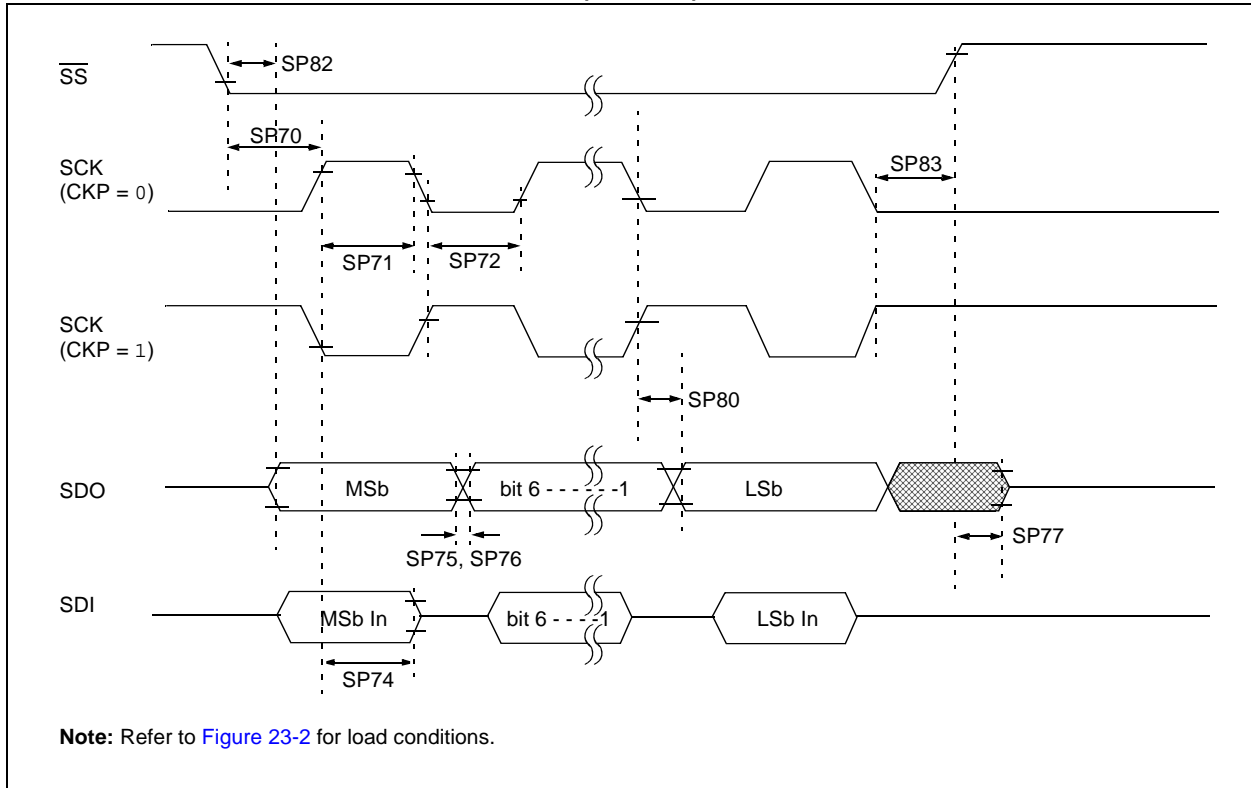 SS
SP82
SP70
SCK
(CKP = 0)
SP83
SP71
SP72
SCK
(CKP = 1)
SP80
SDO
MSb
bit 6 - - - - - -1
LSb
SP75, SP76
SP77
SDI
MSb In
bit 6 - - - -1
LSb In
SP74
Note: Refer to Figure 23-2 for load conditions.